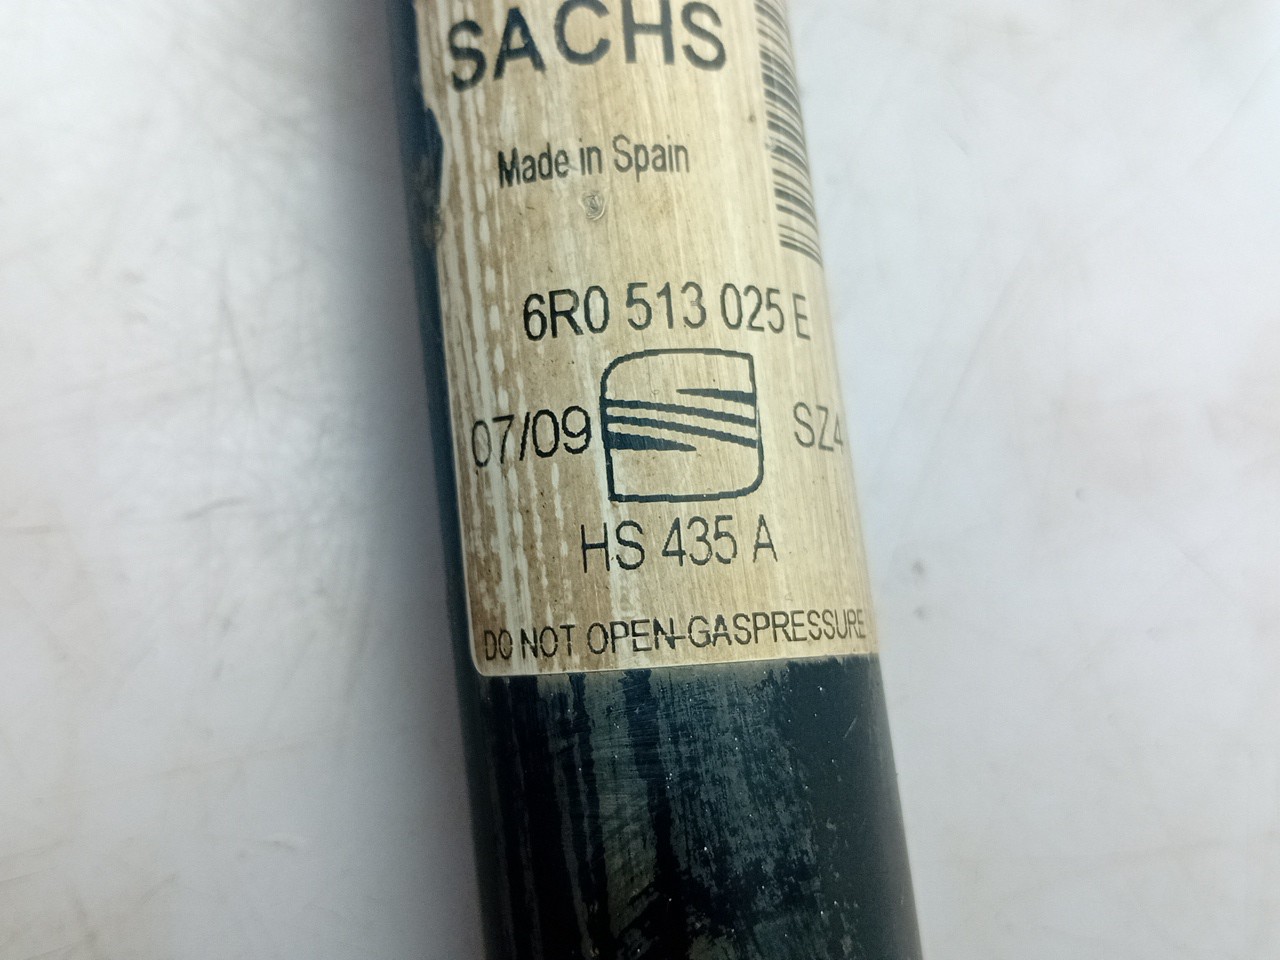 SACHS
Made in Spain
6R0 513 025 E
07/09 SZ4
HS 435 A
DO NOT OPEN-GASPRESSURE